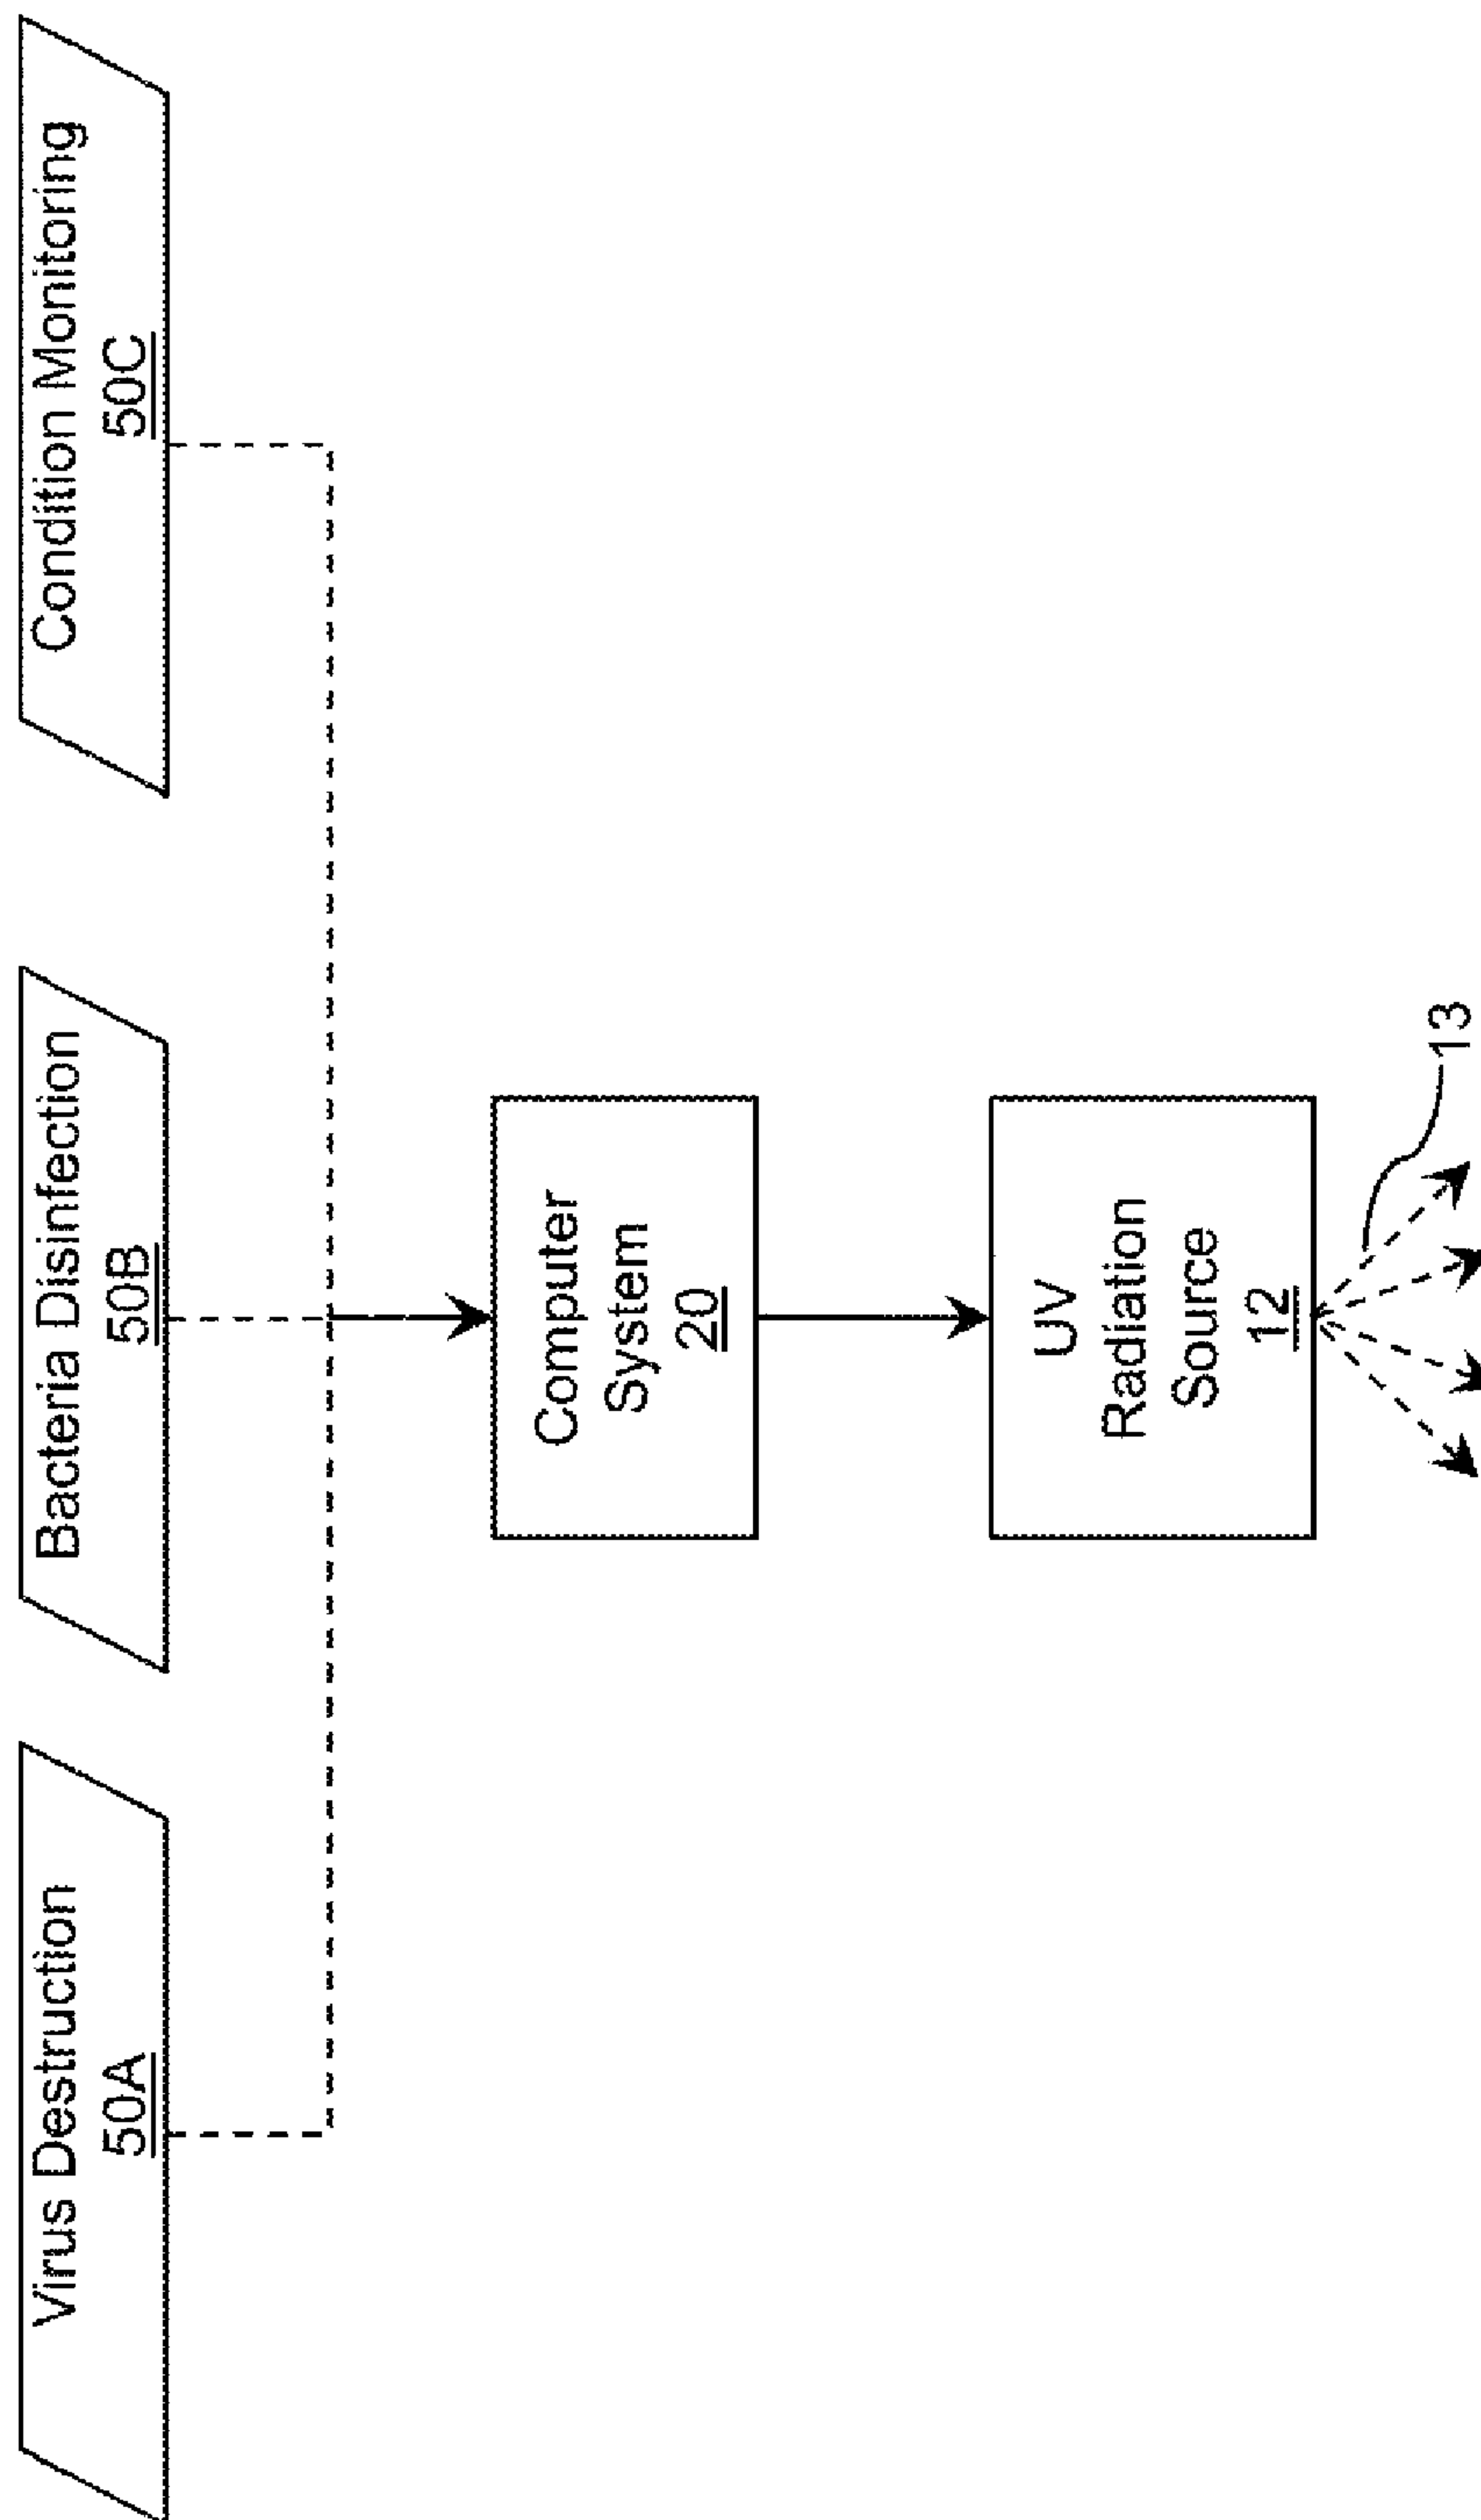 Virus Destruction
50A
Bacteria Disinfection
50B
Condition Monitoring
50C
Computer
System
20
UV
Radiation
Source
12
13